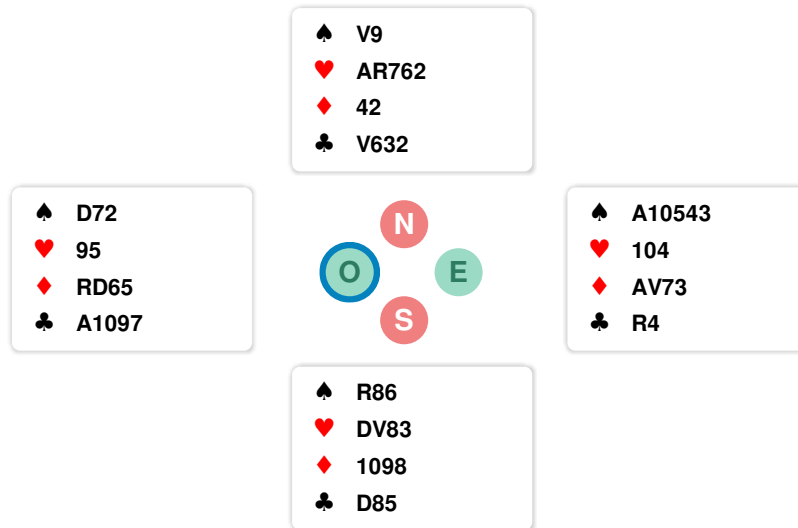 ♠ V9
♥ AR762
♦ 42
♣ V632
♠ D72
♥ 95
♦ RD65
♣ A1097
N
O
E
S
♠ A10543
♥ 104
♦ AV73
♣ R4
♠ R86
♥ DV83
♦ 1098
♣ D85